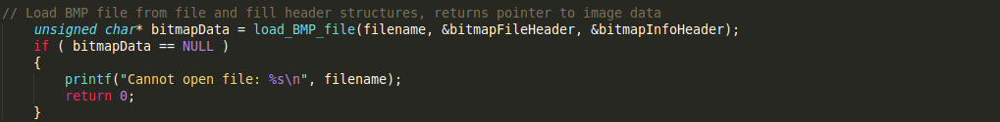 // Load BMP file from file and fill header structures, returns pointer to image data
    unsigned char* bitmapData = load_BMP_file(filename, &bitmapFileHeader, &bitmapInfoHeader);
    if ( bitmapData == NULL )
    {
        printf("Cannot open file: %s\n", filename);
        return 0;
    }